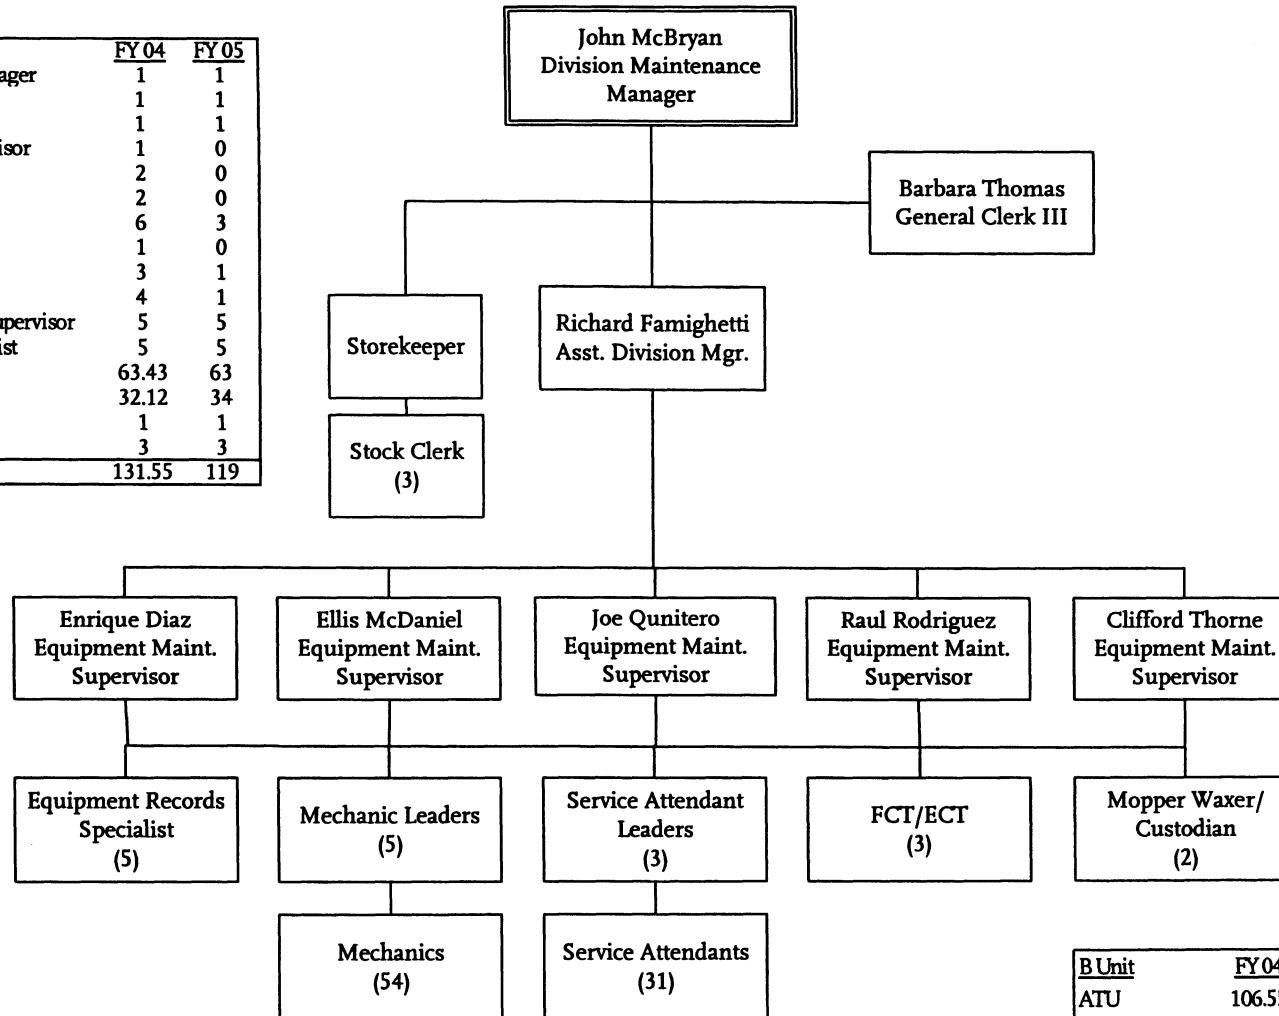 FY 04 FY 05
ager 1 1
1 1
1 1
isor 1 0
2 0
2 0
6 3
1 0
3 1
4 1
upervisor 5 5
ist 5 5
63.43 63
32.12 34
1 1
3 3
131.55 119
John McBryan
Division Maintenance
Manager
Barbara Thomas
General Clerk III
Storekeeper
Stock Clerk
(3)
Richard Famighetti
Asst. Division Mgr.
Enrique Diaz
Equipment Maint.
Supervisor
Ellis McDaniel
Equipment Maint.
Supervisor
Joe Qunitero
Equipment Maint.
Supervisor
Raul Rodriguez
Equipment Maint.
Supervisor
Clifford Thorne
Equipment Maint.
Supervisor
Equipment Records
Specialist
(5)
Mechanic Leaders
(5)
Service Attendant
Leaders
(3)
FCT/ECT
(3)
Mopper Waxer/
Custodian
(2)
Mechanics
(54)
Service Attendants
(31)
B Unit FY 04
ATU 106.5